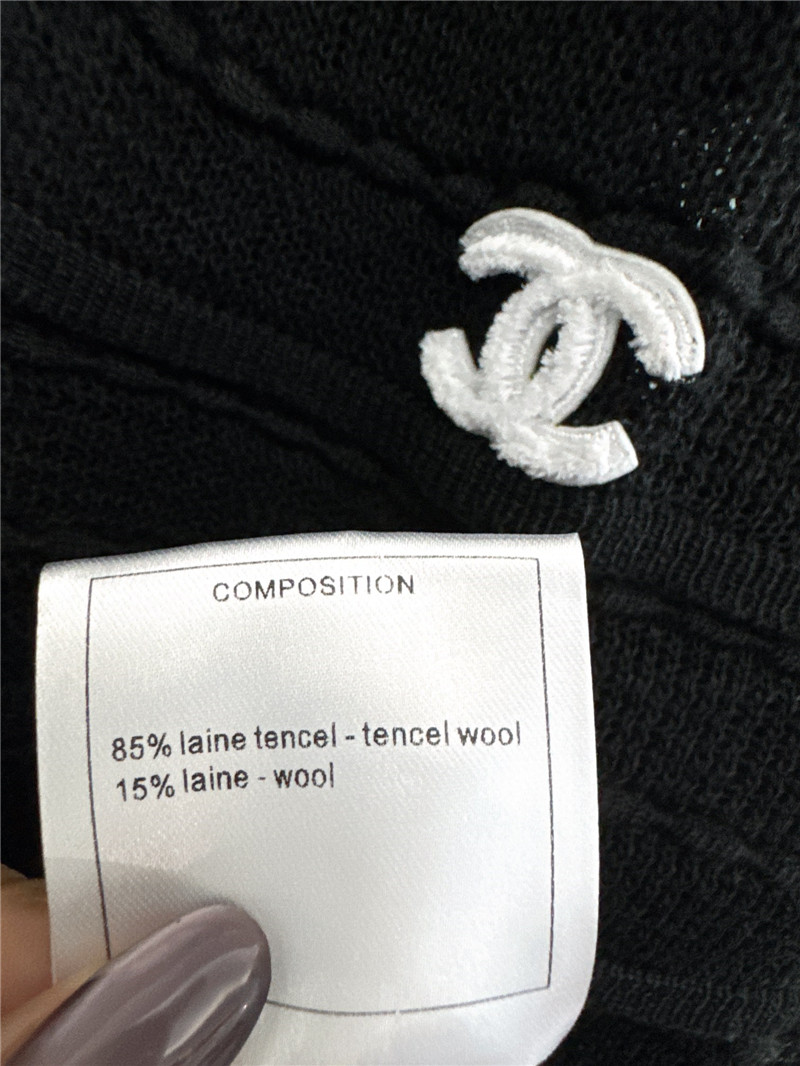 COMPOSITION
85% laine tencel - tencel wool
15% laine - wool